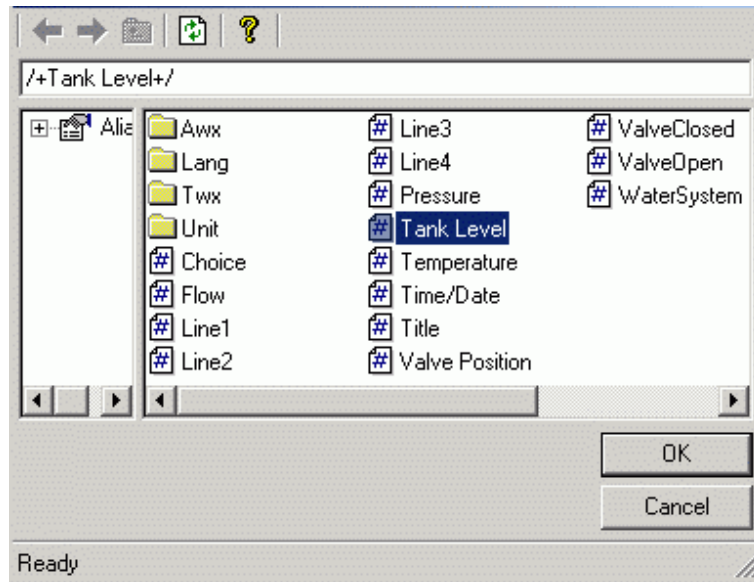 /+Tank Level+/
Alia
Awx
Lang
Twx
Unit
Choice
Flow
Line1
Line2
Line3
Line4
Pressure
Tank Level
Temperature
Time/Date
Title
Valve Position
ValveClosed
ValveOpen
WaterSystem
OK
Cancel
Ready